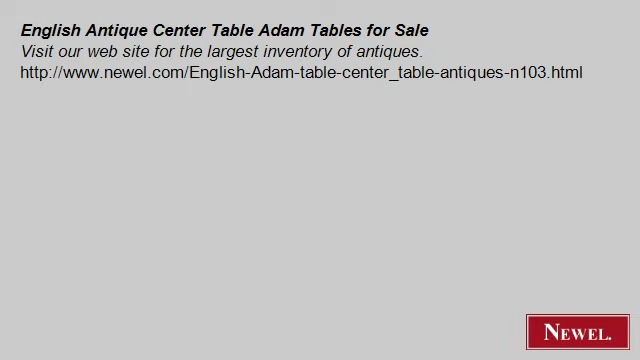 English Antique Center Table Adam Tables for Sale
Visit our web site for the largest inventory of antiques.
http://www.newel.com/English-Adam-table-center_table-antiques-n103.html
NEWEL.